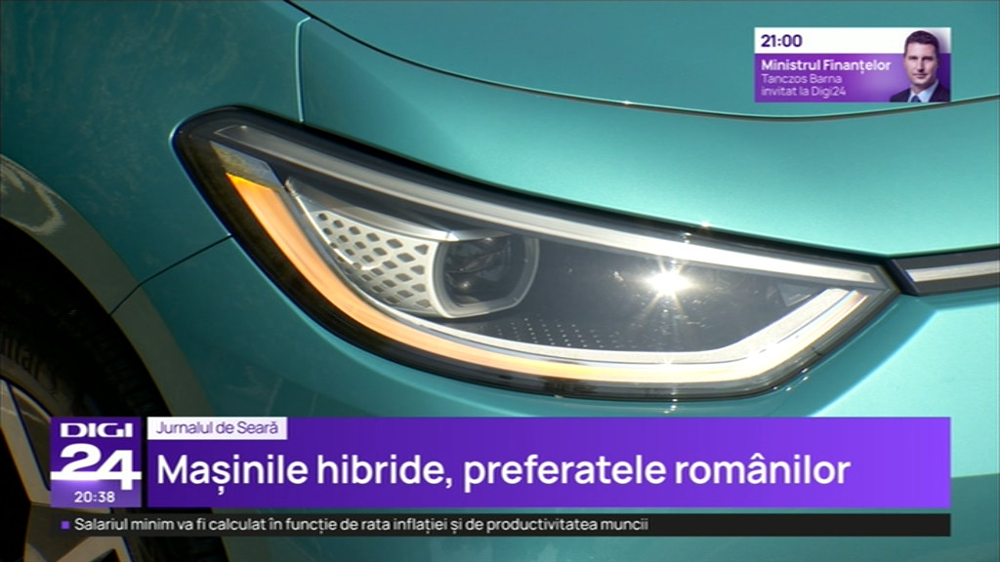 21:00
Ministrul Finanțelor
Tanczos Barna
invitat la Digi24
DIGI
24
20:38
Jurnalul de Seară
Mașinile hibride, preferatele românilor
Salariul minim va fi calculat în funcție de rata inflației și de productivitatea muncii